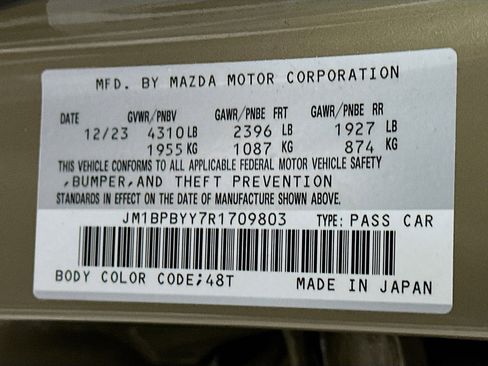 MFD. BY MAZDA MOTOR CORPORATION
DATE GVWR/PNBV GAWR/PNBE FRT GAWR/PNBE RR
12/23 4310 LB 2396 LB 1927 LB
1955 KG 1087 KG 874 KG
THIS VEHICLE CONFORMS TO ALL APPLICABLE FEDERAL MOTOR VEHICLE SAFETY
,BUMPER,AND THEFT PREVENTION
STANDARDS IN EFFECT ON THE DATE OF MANUFACTURE SHOWN ABOVE.
JM1BPBYY7R1709803 TYPE: PASS CAR
BODY COLOR CODE;48T MADE IN JAPAN